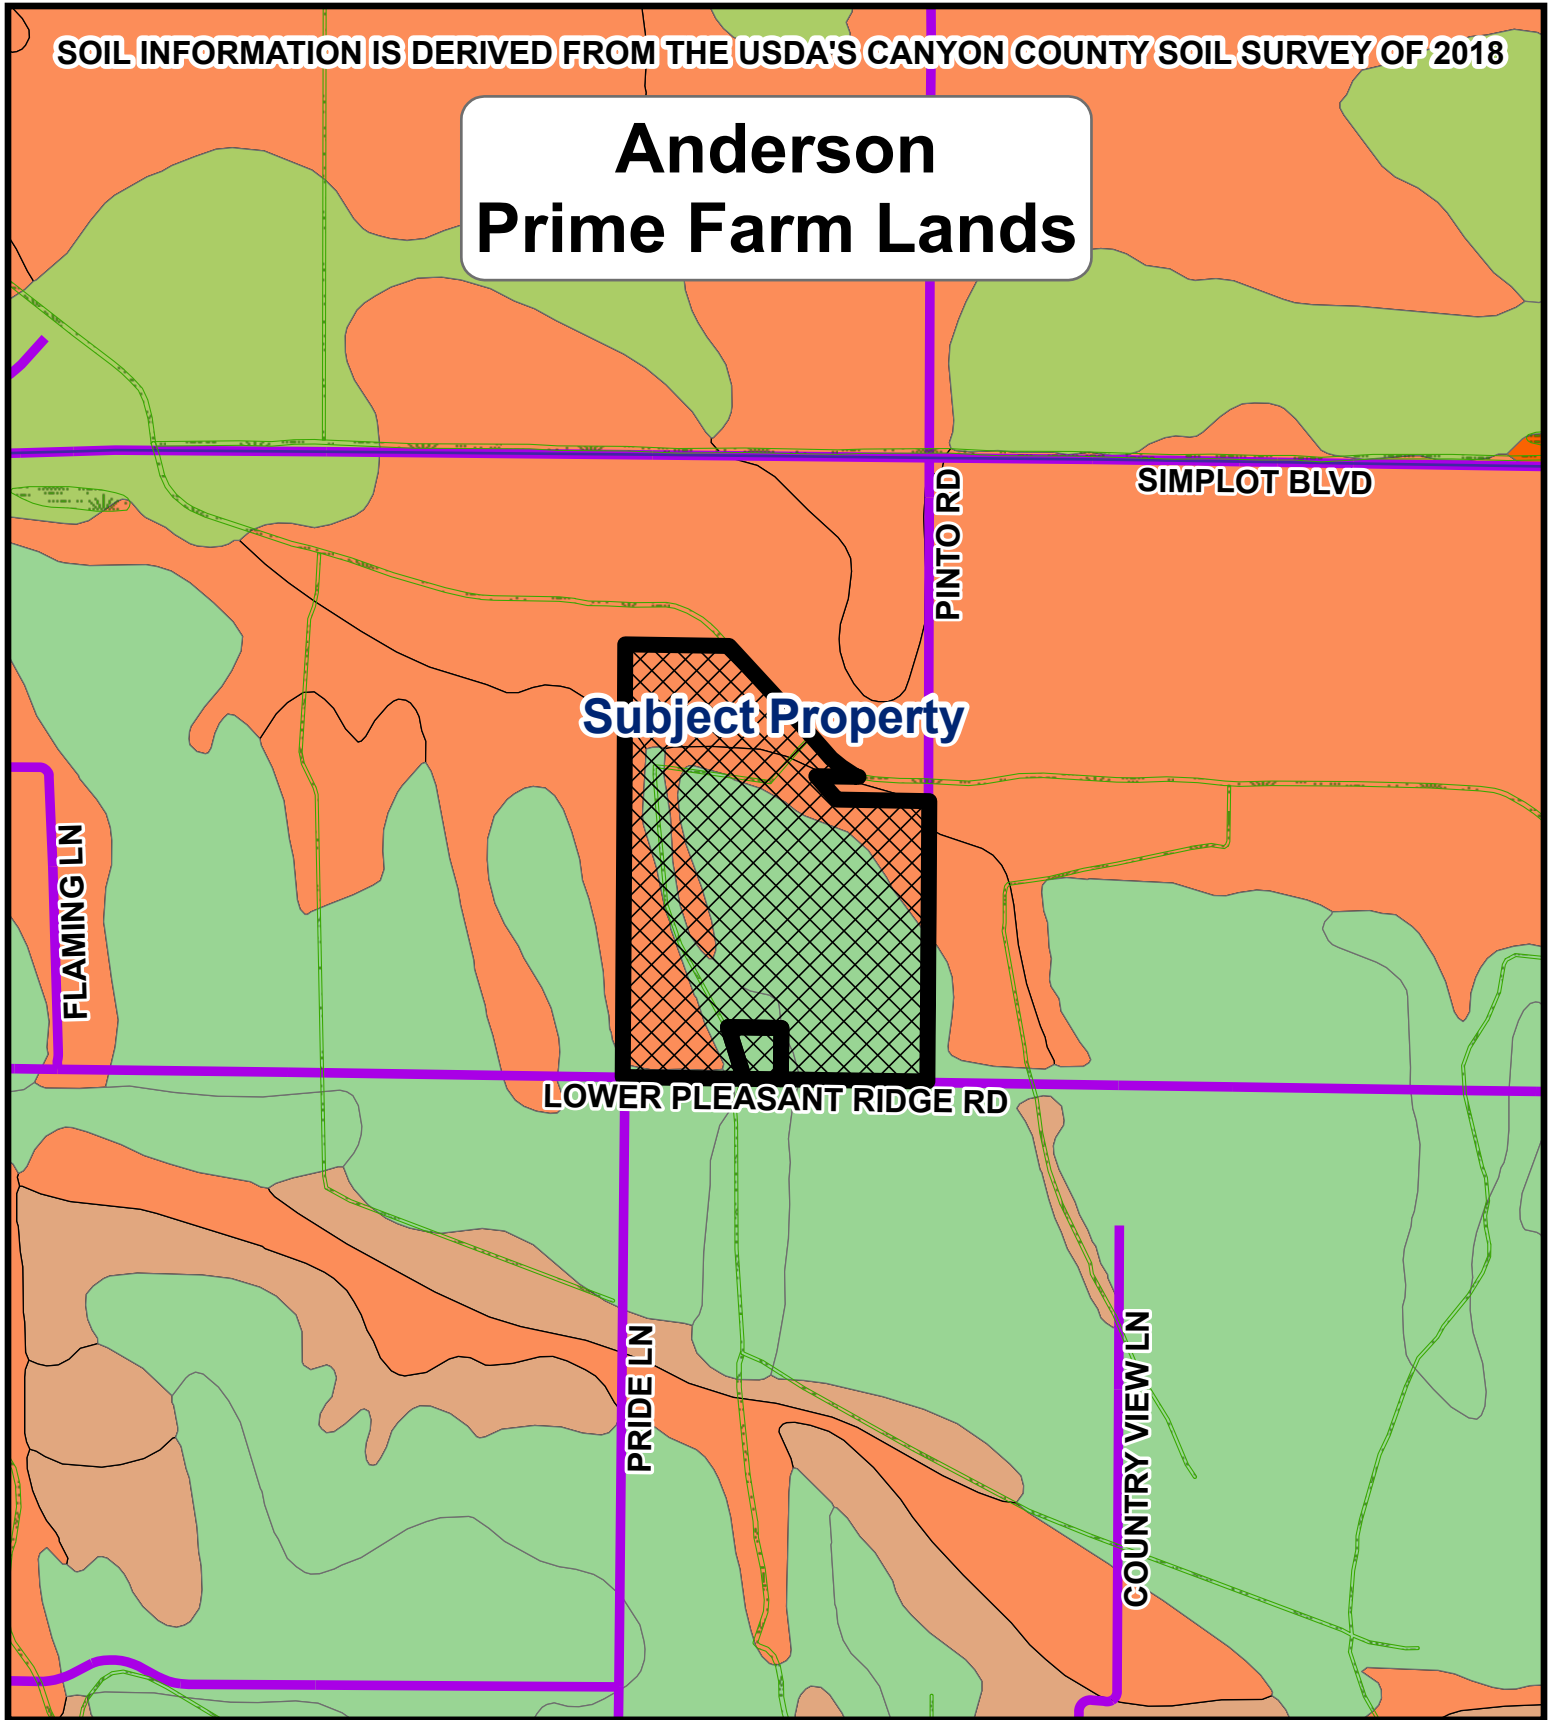 SOIL INFORMATION IS DERIVED FROM THE USDA'S CANYON COUNTY SOIL SURVEY OF 2018
Anderson
Prime Farm Lands
SIMPLOT BLVD
PINTO RD
Subject Property
FLAMING LN
LOWER PLEASANT RIDGE RD
PRIDE LN
COUNTRY VIEW LN